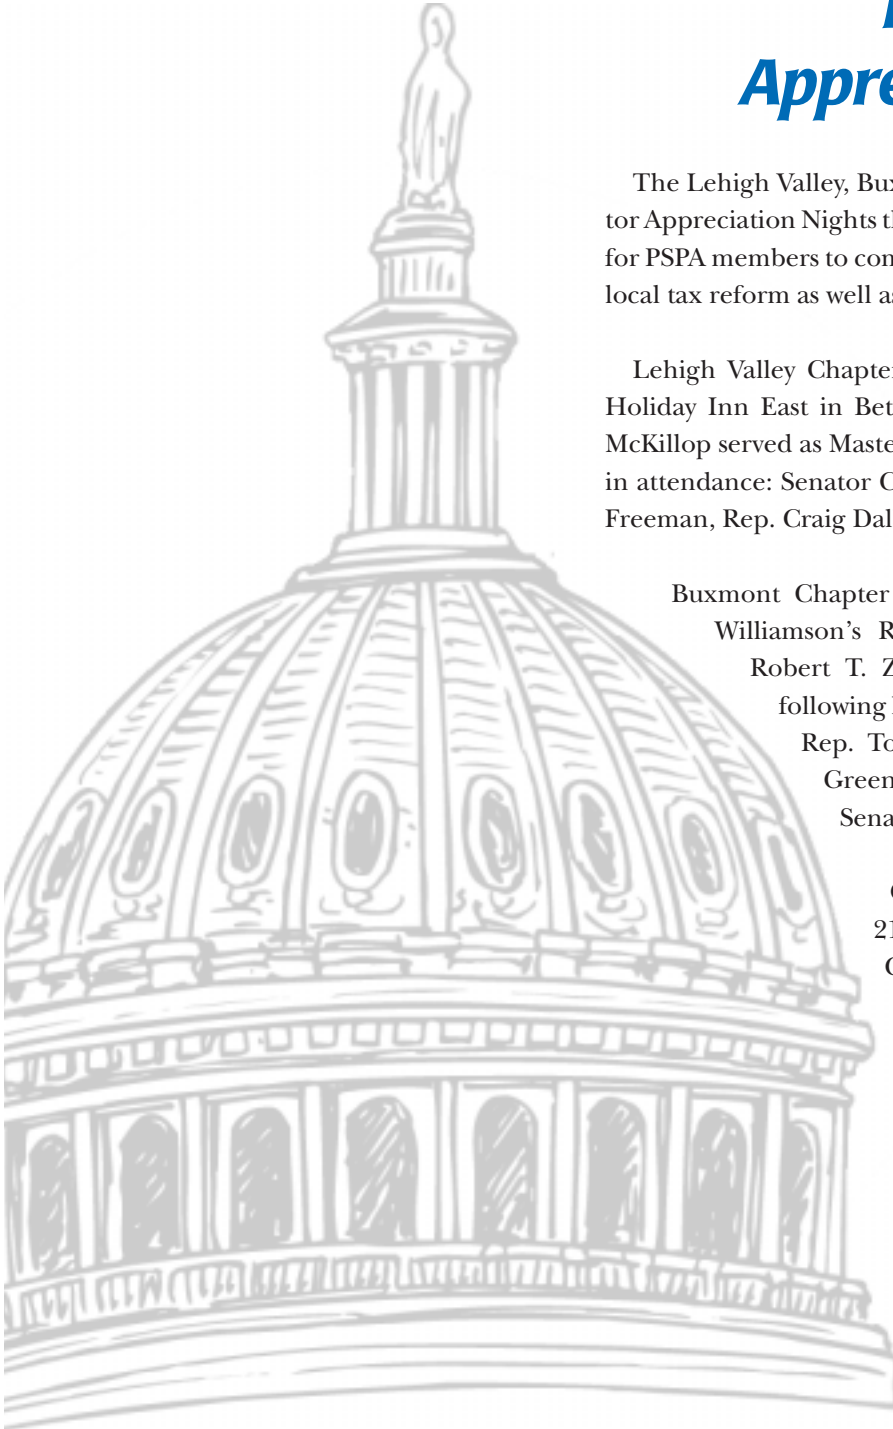 Appre
The Lehigh Valley, Bux
tor Appreciation Nights t
for PSPA members to con
local tax reform as well as
Lehigh Valley Chapter
Holiday Inn East in Bet
McKillop served as Maste
in attendance: Senator C
Freeman, Rep. Craig Dal
Buxmont Chapter
Williamson’s R
Robert T. Z
following
Rep. To
Green
Sena
21